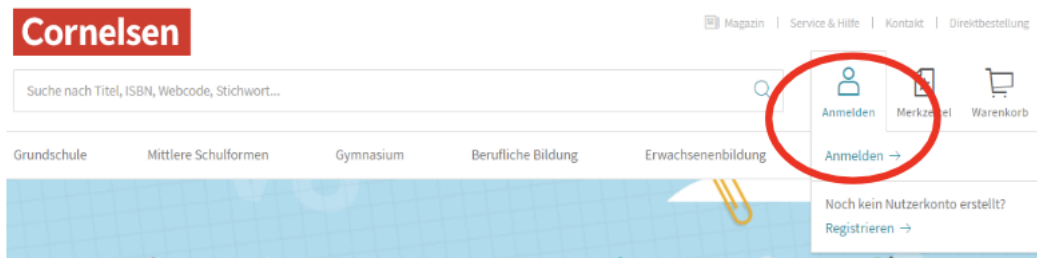 Cornelsen
Magazin | Service & Hilfe | Kontakt | Direktbestellung
Suche nach Titel, ISBN, Webcode, Stichwort...
Anmelden Merkzettel Warenkorb
Grundschule Mittlere Schulformen Gymnasium Berufliche Bildung Erwachsenenbildung
Anmelden →
Noch kein Nutzerkonto erstellt?
Registrieren →